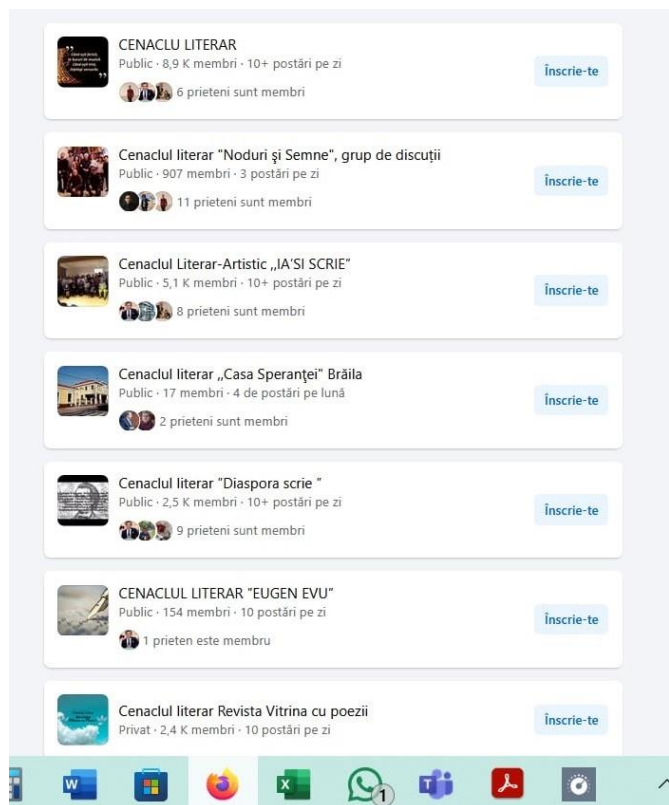 CENACLU LITERAR
Public · 8,9 K membri · 10+ postări pe zi
6 prieteni sunt membri
Înscrie-te
Cenaclul literar "Noduri şi Semne", grup de discuții
Public · 907 membri · 3 postări pe zi
11 prieteni sunt membri
Înscrie-te
Cenaclul Literar-Artistic ,,IA'SI SCRIE"
Public · 5,1 K membri · 10+ postări pe zi
8 prieteni sunt membri
Înscrie-te
Cenaclul literar ,,Casa Speranţei" Brăila
Public · 17 membri · 4 de postări pe lună
2 prieteni sunt membri
Înscrie-te
Cenaclul literar "Diaspora scrie "
Public · 2,5 K membri · 10+ postări pe zi
9 prieteni sunt membri
Înscrie-te
CENACLUL LITERAR "EUGEN EVU"
Public · 154 membri · 10 postări pe zi
1 prieten este membru
Înscrie-te
Cenaclul literar Revista Vitrina cu poezii
Privat · 2,4 K membri · 10 postări pe zi
Înscrie-te
1